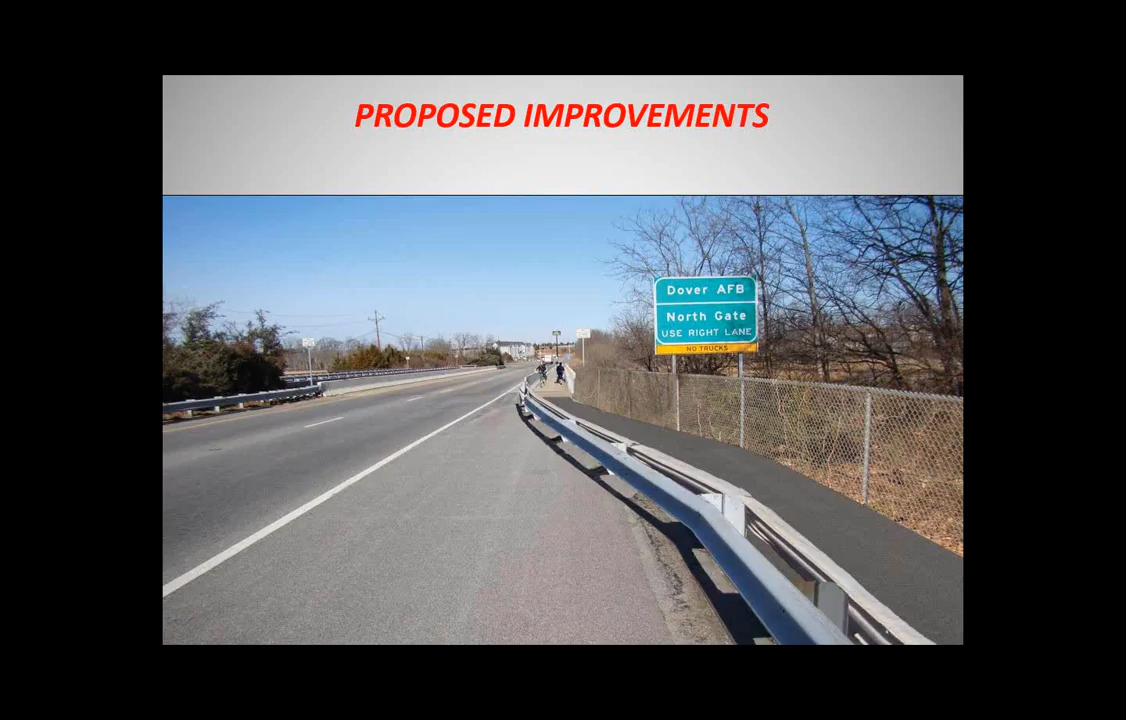 PROPOSED IMPROVEMENTS
Dover AFB
North Gate
USE RIGHT LANE
NO TRUCKS